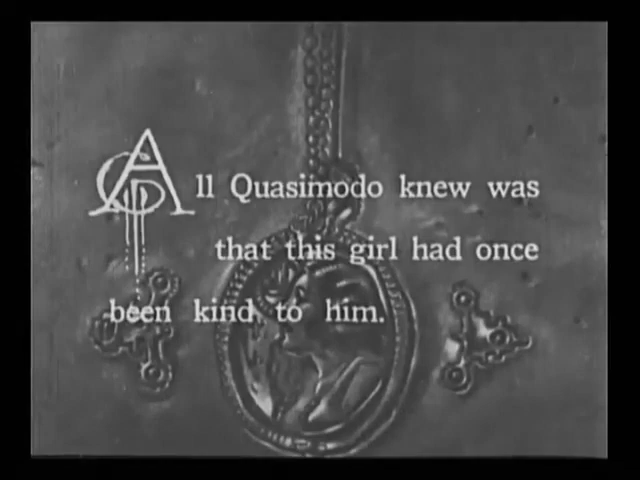 All Quasimodo knew was
that this girl had once
been kind to him.